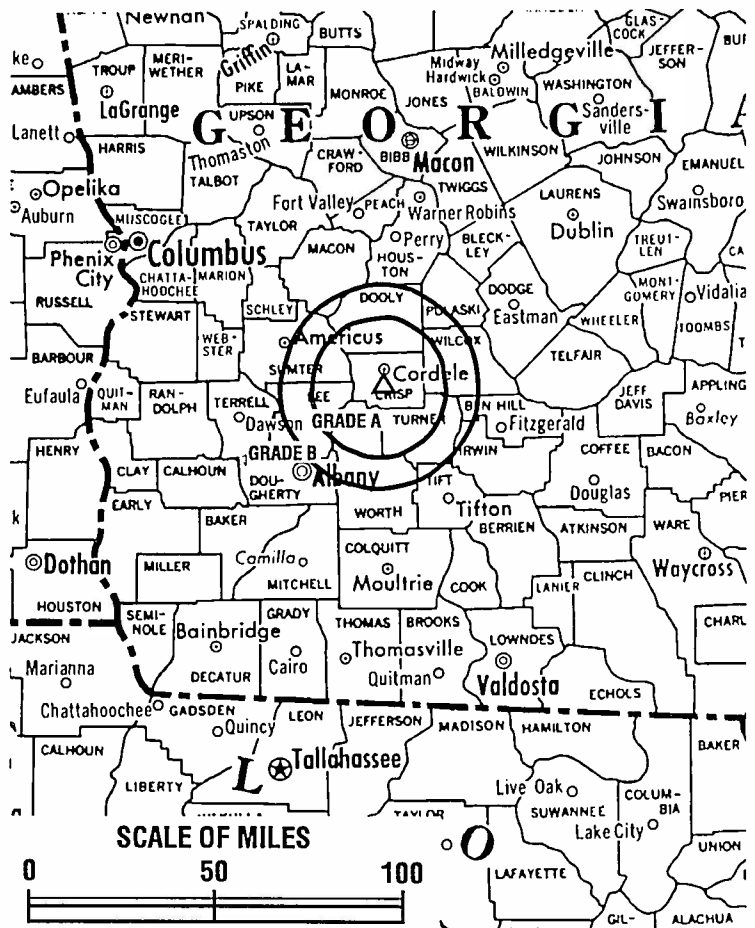 Newnan
SPALDING
Griffin
BUTTS
GLAS-
COCK
JEFFER-
SON
BUR
ke
AMBERS
TROUP
LaGrange
MERI-
WETHER
PIKE
LA-
MAR
MONROE
JONES
Midway
Hardwick
Milledgeville
BALDWIN
WASHINGTON
Sanders-
ville
G E O R G I
UPSON
Thomaston
Lanett
HARRIS
TALBOT
CRAW-
FORD
BIBB
Macon
TWIGGS
WILKINSON
JOHNSON
EMANUEL
Swainsboro
Opelika
Auburn
MUSCOGEE
Phenix
City
Columbus
CHATTA-
HOOCHEE
MARION
TAYLOR
Fort Valley
PEACH
Warner Robins
Perry
HOUS-
TON
MACON
BLECK-
LEY
LAURENS
Dublin
TREUT-
LEN
CA
RUSSELL
STEWART
SCHLEY
DOOLY
PULASKI
DODGE
Eastman
WHEELER
MONT-
GOMERY
Vidalia
TOOMBS
T
BARBOUR
Eufaula
QUIT-
MAN
WEB-
STER
Americus
SUMTER
WILCOX
TELFAIR
Cordele
CRISP
RAN-
DOLPH
TERRELL
Dawson
LEE
GRADE A
TURNER
BEN HILL
Fitzgerald
JEFF
DAVIS
APPLING
Baxley
HENRY
CLAY
CALHOUN
GRADE B
DOU-
GHERTY
Albany
IRWIN
TIFT
Tifton
COFFEE
Douglas
BACON
PIER
EARLY
BAKER
WORTH
BERRIEN
ATKINSON
WARE
Waycross
k
Dothan
MILLER
Camilla
MITCHELL
COLQUITT
Moultrie
COOK
LANIER
CLINCH
HOUSTON
JACKSON
SEMI-
NOLE
Bainbridge
DECATUR
GRADY
Cairo
THOMAS
Thomasville
BROOKS
Quitman
LOWNDES
Valdosta
ECHOLS
CHARL
Marianna
Chattahoochee
GADSDEN
Quincy
LEON
JEFFERSON
MADISON
HAMILTON
BAKER
CALHOUN
LIBERTY
L
Tallahassee
TAYLOR
Live Oak
SUWANNEE
COLUM-
BIA
Lake City
UNION
O
LAFAYETTE
GIL-
ALACHUA
SCALE OF MILES
0 50 100